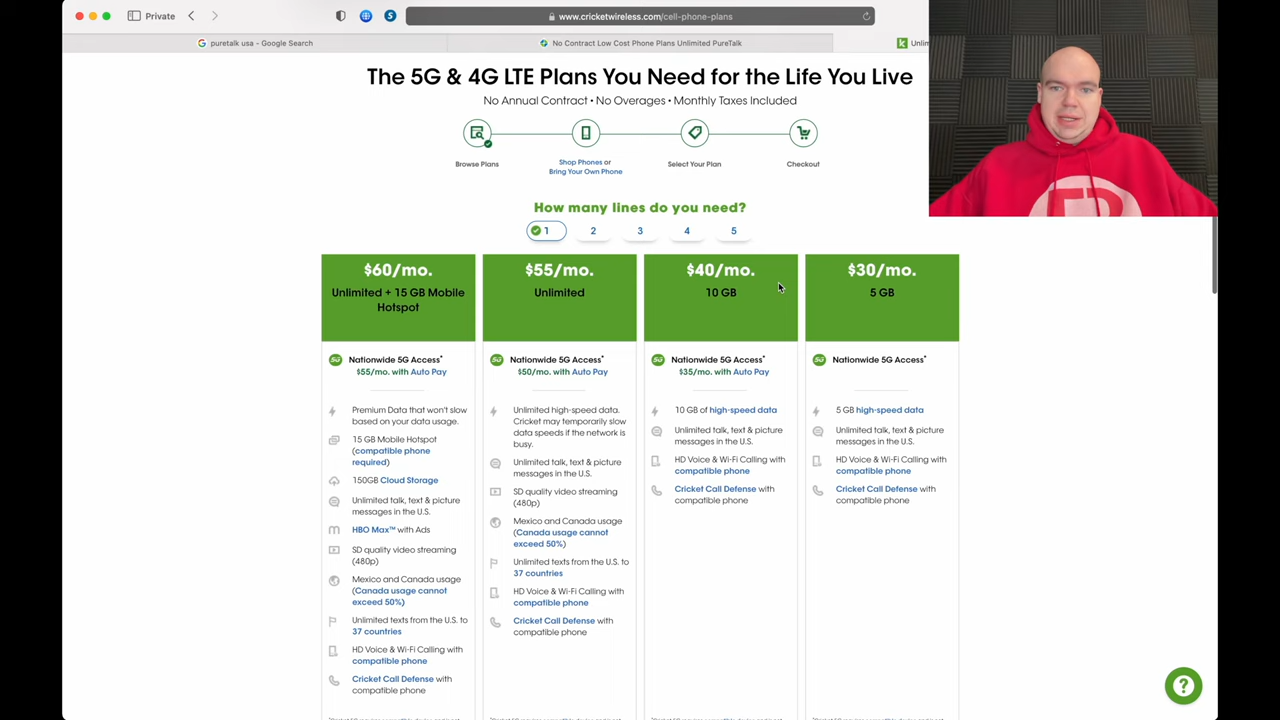 Private
www.cricketwireless.com/cell-phone-plans
puretalk usa - Google Search
No Contract Low Cost Phone Plans Unlimited PureTalk
Unlim
The 5G & 4G LTE Plans You Need for the Life You Live
No Annual Contract • No Overages • Monthly Taxes Included
Browse Plans
Shop Phones or
Bring Your Own Phone
Select Your Plan
Checkout
How many lines do you need?
1 2 3 4 5
$60/mo.
Unlimited + 15 GB Mobile
Hotspot
5G Nationwide 5G Access*
$55/mo. with Auto Pay
Premium Data that won't slow
based on your data usage.
15 GB Mobile Hotspot
(compatible phone
required)
150GB Cloud Storage
Unlimited talk, text & picture
messages in the U.S.
HBO Max™ with Ads
SD quality video streaming
(480p)
Mexico and Canada usage
(Canada usage cannot
exceed 50%)
Unlimited texts from the U.S. to
37 countries
HD Voice & Wi-Fi Calling with
compatible phone
Cricket Call Defense with
compatible phone
$55/mo.
Unlimited
5G Nationwide 5G Access*
$50/mo. with Auto Pay
Unlimited high-speed data.
Cricket may temporarily slow
data speeds if the network is
busy.
Unlimited talk, text & picture
messages in the U.S.
SD quality video streaming
(480p)
Mexico and Canada usage
(Canada usage cannot
exceed 50%)
Unlimited texts from the U.S. to
37 countries
HD Voice & Wi-Fi Calling with
compatible phone
Cricket Call Defense with
compatible phone
$40/mo.
10 GB
5G Nationwide 5G Access*
$35/mo. with Auto Pay
10 GB of high-speed data
Unlimited talk, text & picture
messages in the U.S.
HD Voice & Wi-Fi Calling with
compatible phone
Cricket Call Defense with
compatible phone
$30/mo.
5 GB
5G Nationwide 5G Access*
5 GB high-speed data
Unlimited talk, text & picture
messages in the U.S.
HD Voice & Wi-Fi Calling with
compatible phone
Cricket Call Defense with
compatible phone